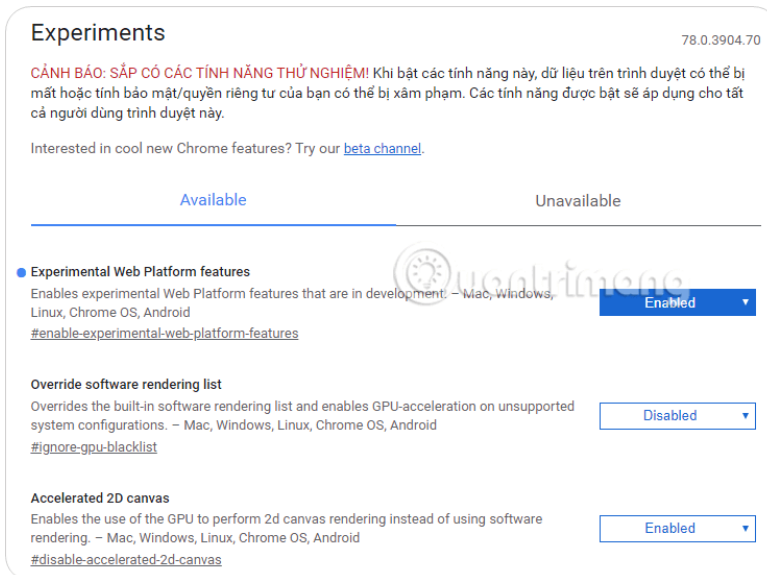 Experiments
78.0.3904.70
CẢNH BÁO: SẮP CÓ CÁC TÍNH NĂNG THỬ NGHIỆM! Khi bật các tính năng này, dữ liệu trên trình duyệt có thể bị
mất hoặc tính bảo mật/quyền riêng tư của bạn có thể bị xâm phạm. Các tính năng được bật sẽ áp dụng cho tất
cả người dùng trình duyệt này.
Interested in cool new Chrome features? Try our beta channel.
Available
Unavailable
Quantrimang
Experimental Web Platform features
Enables experimental Web Platform features that are in development. – Mac, Windows,
Linux, Chrome OS, Android
#enable-experimental-web-platform-features
Enabled
Override software rendering list
Overrides the built-in software rendering list and enables GPU-acceleration on unsupported
system configurations. – Mac, Windows, Linux, Chrome OS, Android
#ignore-gpu-blacklist
Disabled
Accelerated 2D canvas
Enables the use of the GPU to perform 2d canvas rendering instead of using software
rendering. – Mac, Windows, Linux, Chrome OS, Android
#disable-accelerated-2d-canvas
Enabled